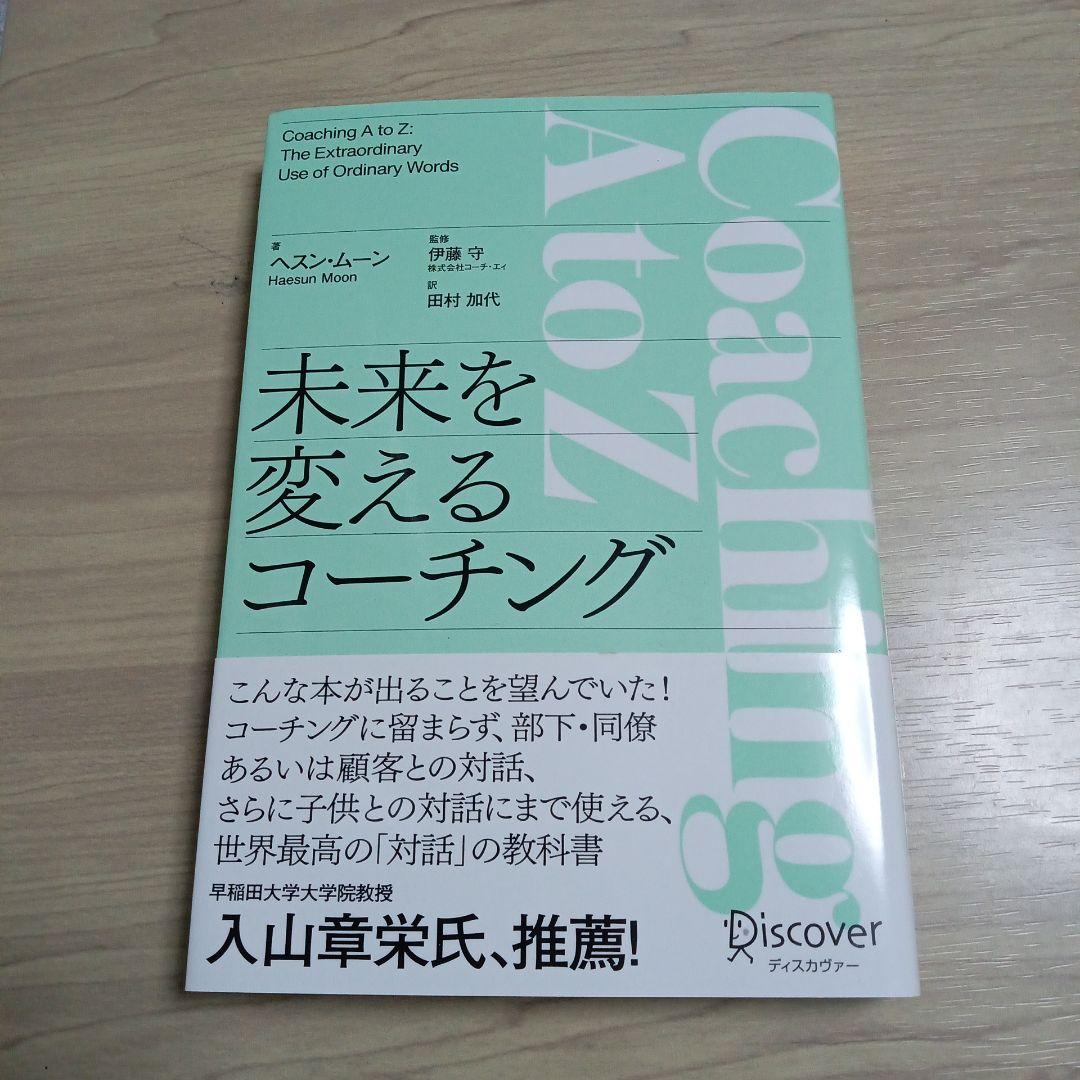 Coaching A to Z:
The Extraordinary
Use of Ordinary Words
Coaching
A to Z
著
ヘスン・ムーン
Haesun Moon
監修
伊藤 守
株式会社コーチ・エィ
訳
田村 加代
未来を
変える
コーチング
こんな本が出ることを望んでいた!
コーチングに留まらず、部下・同僚
あるいは顧客との対話、
さらに子供との対話にまで使える、
世界最高の「対話」の教科書
早稲田大学大学院教授
入山章栄氏、推薦!
Discover
ディスカヴァー